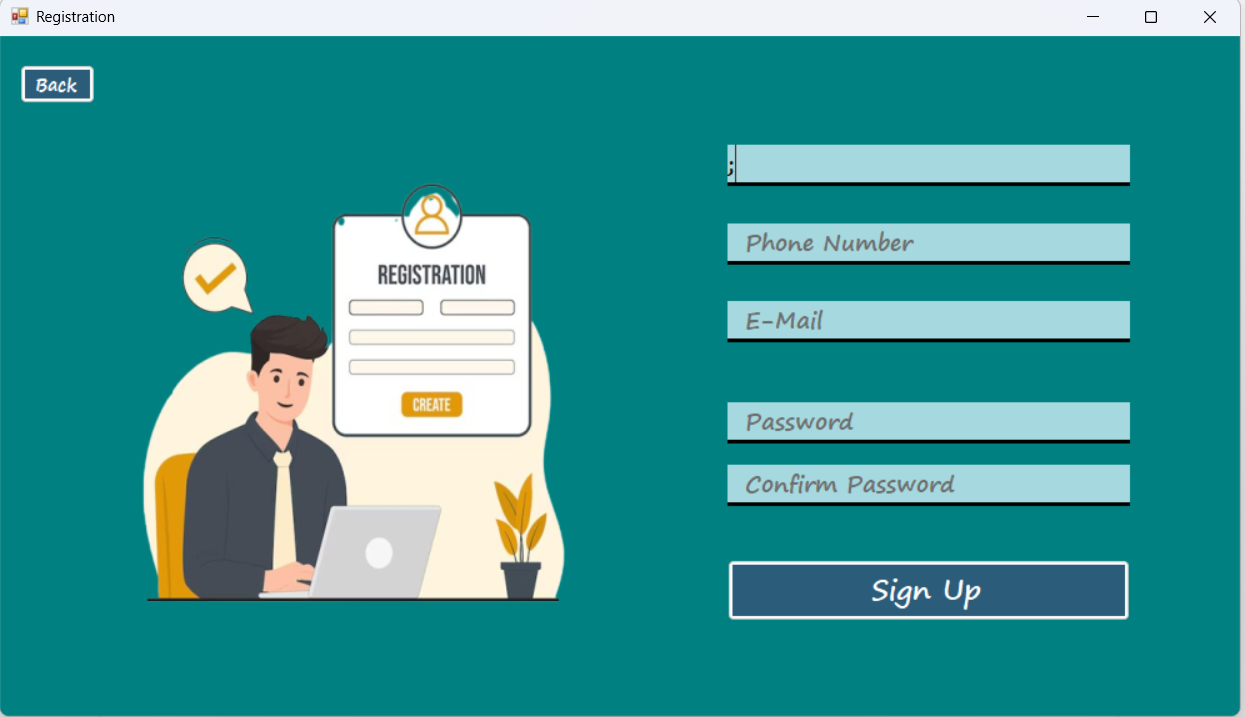 Registration
Back
;
Phone Number
E-Mail
Password
Confirm Password
Sign Up
REGISTRATION
CREATE